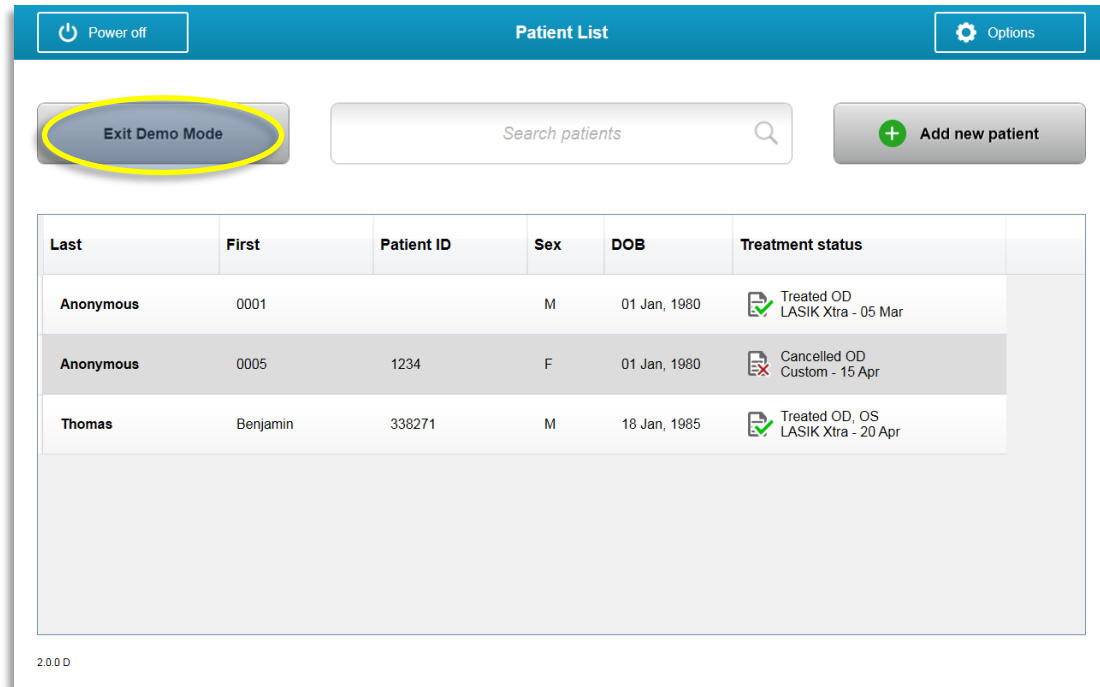 Power off
Patient List
Options
Exit Demo Mode
Search patients
Add new patient
Last First Patient ID Sex DOB Treatment status
Anonymous 0001 M 01 Jan, 1980 Treated OD
LASIK Xtra - 05 Mar
Anonymous 0005 1234 F 01 Jan, 1980 Cancelled OD
Custom - 15 Apr
Thomas Benjamin 338271 M 18 Jan, 1985 Treated OD, OS
LASIK Xtra - 20 Apr
2.0.0 D